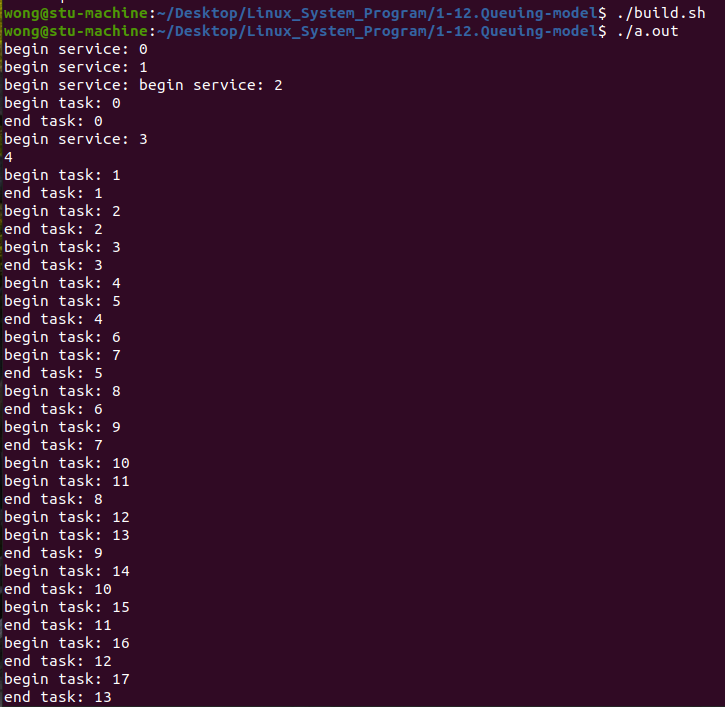 wong@stu-machine:~/Desktop/Linux_System_Program/1-12.Queuing-model$ ./build.sh
wong@stu-machine:~/Desktop/Linux_System_Program/1-12.Queuing-model$ ./a.out
begin service: 0
begin service: 1
begin service: begin service: 2
begin task: 0
end task: 0
begin service: 3
4
begin task: 1
end task: 1
begin task: 2
end task: 2
begin task: 3
end task: 3
begin task: 4
begin task: 5
end task: 4
begin task: 6
begin task: 7
end task: 5
begin task: 8
end task: 6
begin task: 9
end task: 7
begin task: 10
begin task: 11
end task: 8
begin task: 12
begin task: 13
end task: 9
begin task: 14
end task: 10
begin task: 15
end task: 11
begin task: 16
end task: 12
begin task: 17
end task: 13